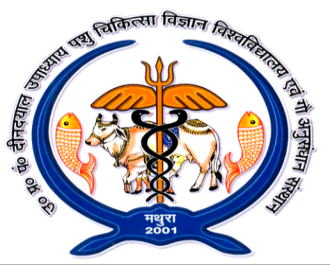 उ० प्र० पं० दीनदयाल उपाध्याय पशु चिकित्सा विज्ञान विश्वविद्यालय एवं गौ अनुसंधान संस्थान
मथुरा
2001